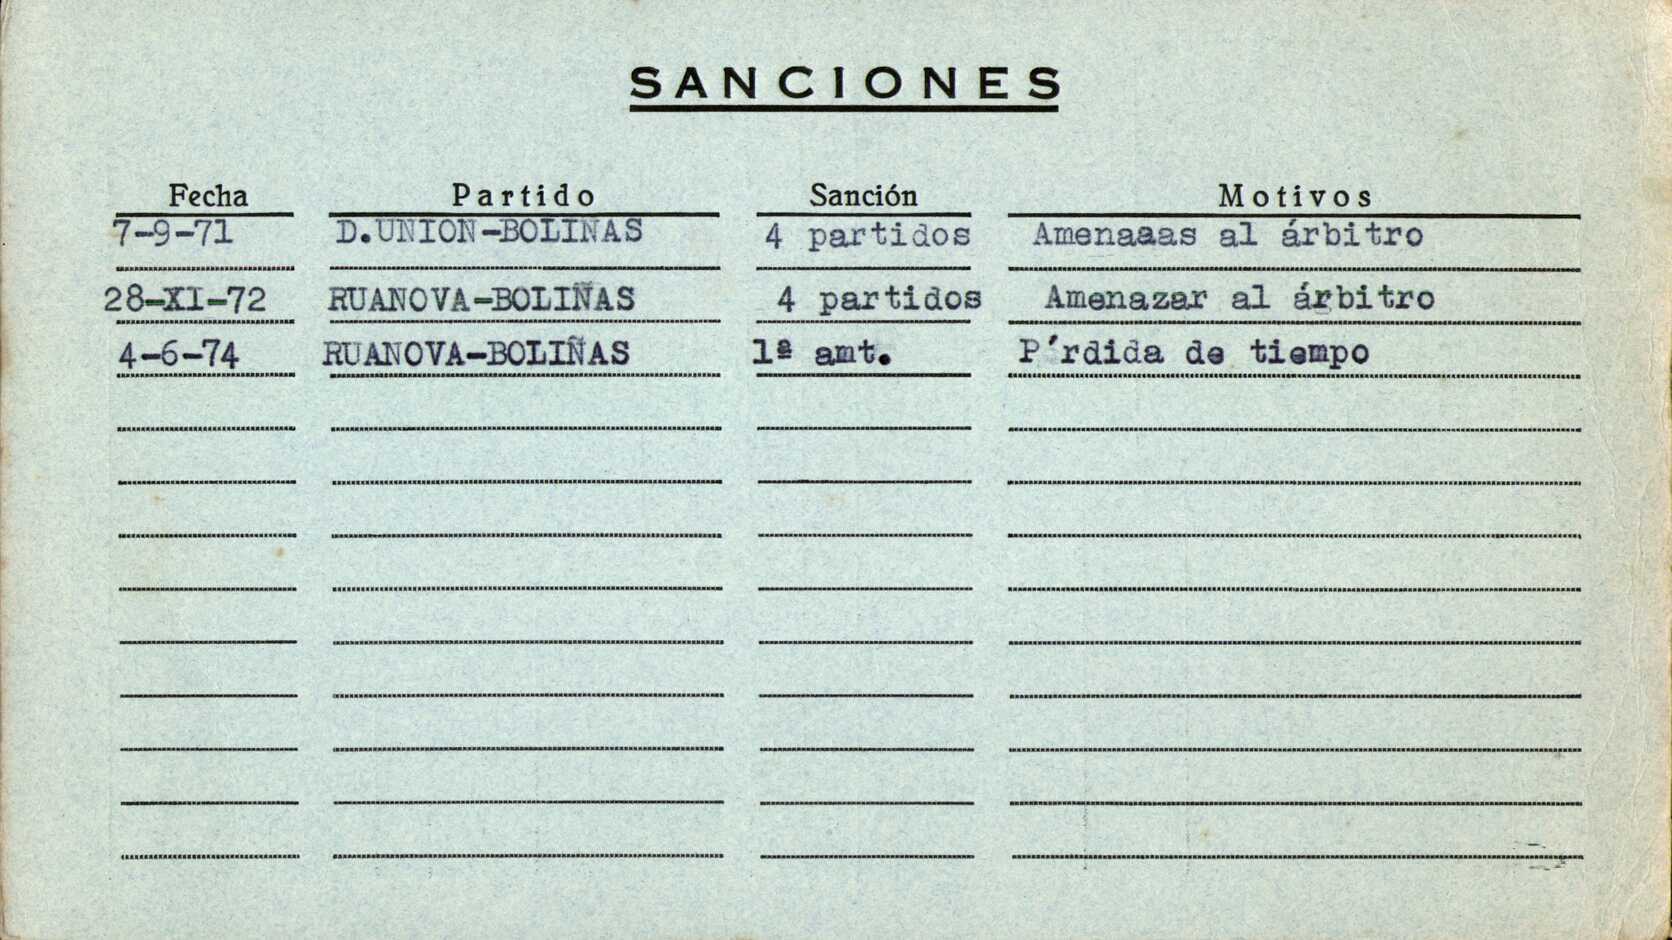 SANCIONES
Fecha Partido Sanción Motivos
7-9-71 D.UNION-BOLIÑAS 4 partidos Amenaaas al árbitro
28-XI-72 RUANOVA-BOLIÑAS 4 partidos Amenazar al árbitro
4-6-74 RUANOVA-BOLIÑAS 1ª amt. P´rdida de tiempo